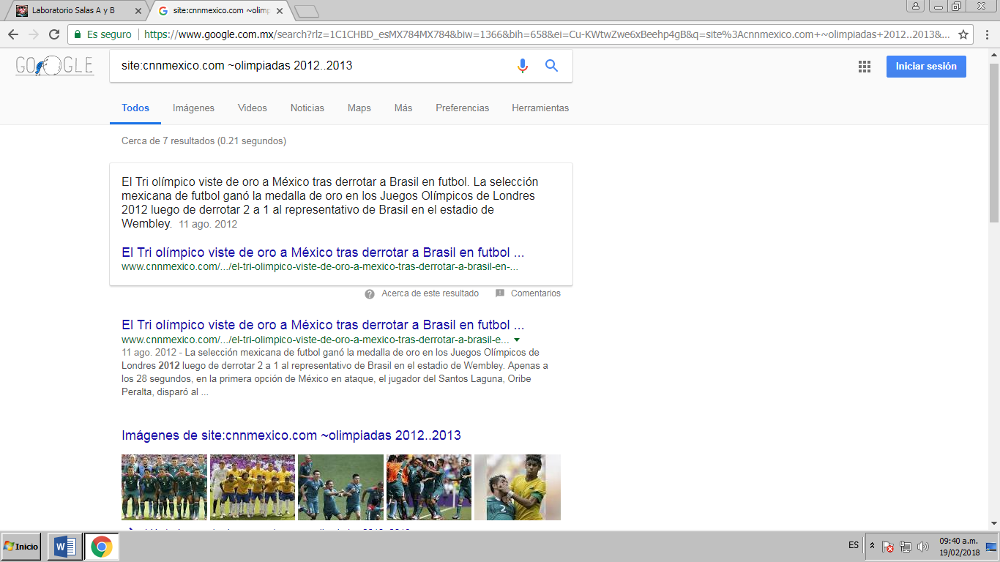 Laboratorio Salas A y B
site:cnnmexico.com ~olimp
Es seguro
https://www.google.com.mx/search?rlz=1C1CHBD_esMX784MX784&biw=1366&bih=658&ei=Cu-KWtwZwe6xBeehp4gB&q=site%3Acnnmexico.com+~olimpiadas+2012..2013&...
GOOGLE
site:cnnmexico.com ~olimpiadas 2012..2013
Iniciar sesión
Todos
Imágenes
Videos
Noticias
Maps
Más
Preferencias
Herramientas
Cerca de 7 resultados (0.21 segundos)
El Tri olímpico viste de oro a México tras derrotar a Brasil en futbol. La selección
mexicana de futbol ganó la medalla de oro en los Juegos Olímpicos de Londres
2012 luego de derrotar 2 a 1 al representativo de Brasil en el estadio de
Wembley. 11 ago. 2012
El Tri olímpico viste de oro a México tras derrotar a Brasil en futbol ...
www.cnnmexico.com/.../el-tri-olimpico-viste-de-oro-a-mexico-tras-derrotar-a-brasil-en-...
Acerca de este resultado
Comentarios
El Tri olímpico viste de oro a México tras derrotar a Brasil en futbol ...
www.cnnmexico.com/.../el-tri-olimpico-viste-de-oro-a-mexico-tras-derrotar-a-brasil-e...
11 ago. 2012 - La selección mexicana de futbol ganó la medalla de oro en los Juegos Olímpicos de
Londres 2012 luego de derrotar 2 a 1 al representativo de Brasil en el estadio de Wembley. Apenas a
los 28 segundos, en la primera opción de México en ataque, el jugador del Santos Laguna, Oribe
Peralta, disparó al ...
Imágenes de site:cnnmexico.com ~olimpiadas 2012..2013
Inicio
ES
09:40 a.m.
19/02/2018